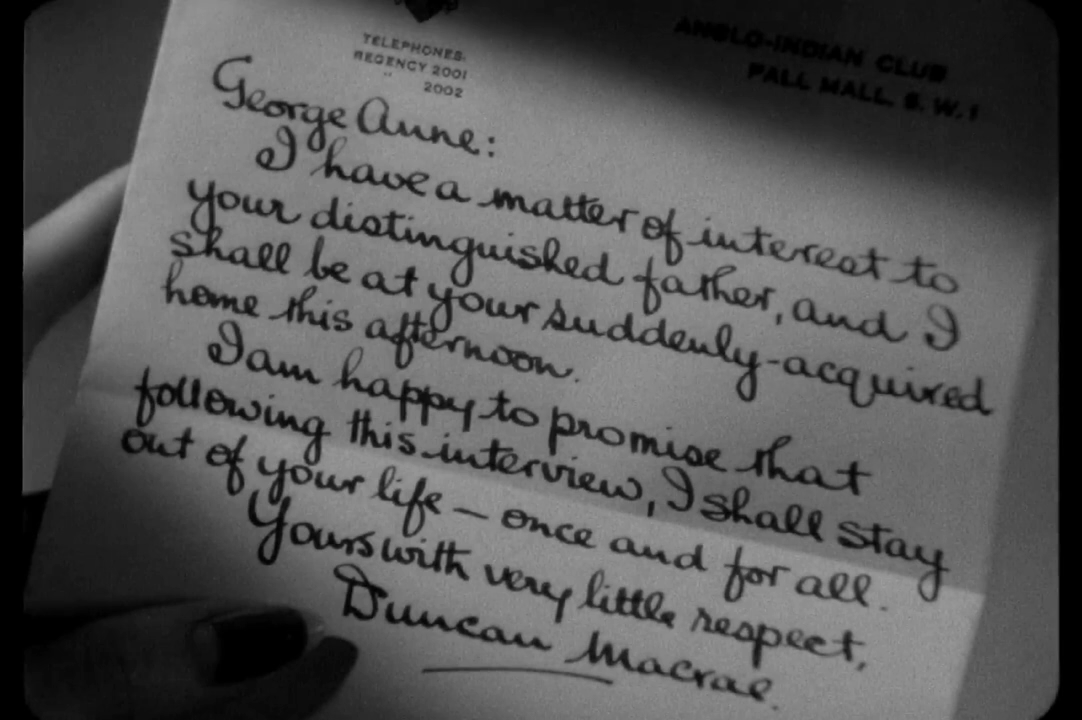 ANGLO-INDIAN CLUB
PALL MALL, S.W.1
TELEPHONES:
REGENCY 2001
" 2002
George Anne:
I have a matter of interest to
your distinguished father, and I
shall be at your suddenly-acquired
home this afternoon.
I am happy to promise that
following this interview, I shall stay
out of your life — once and for all.
Yours with very little respect,
Duncan Macrae.